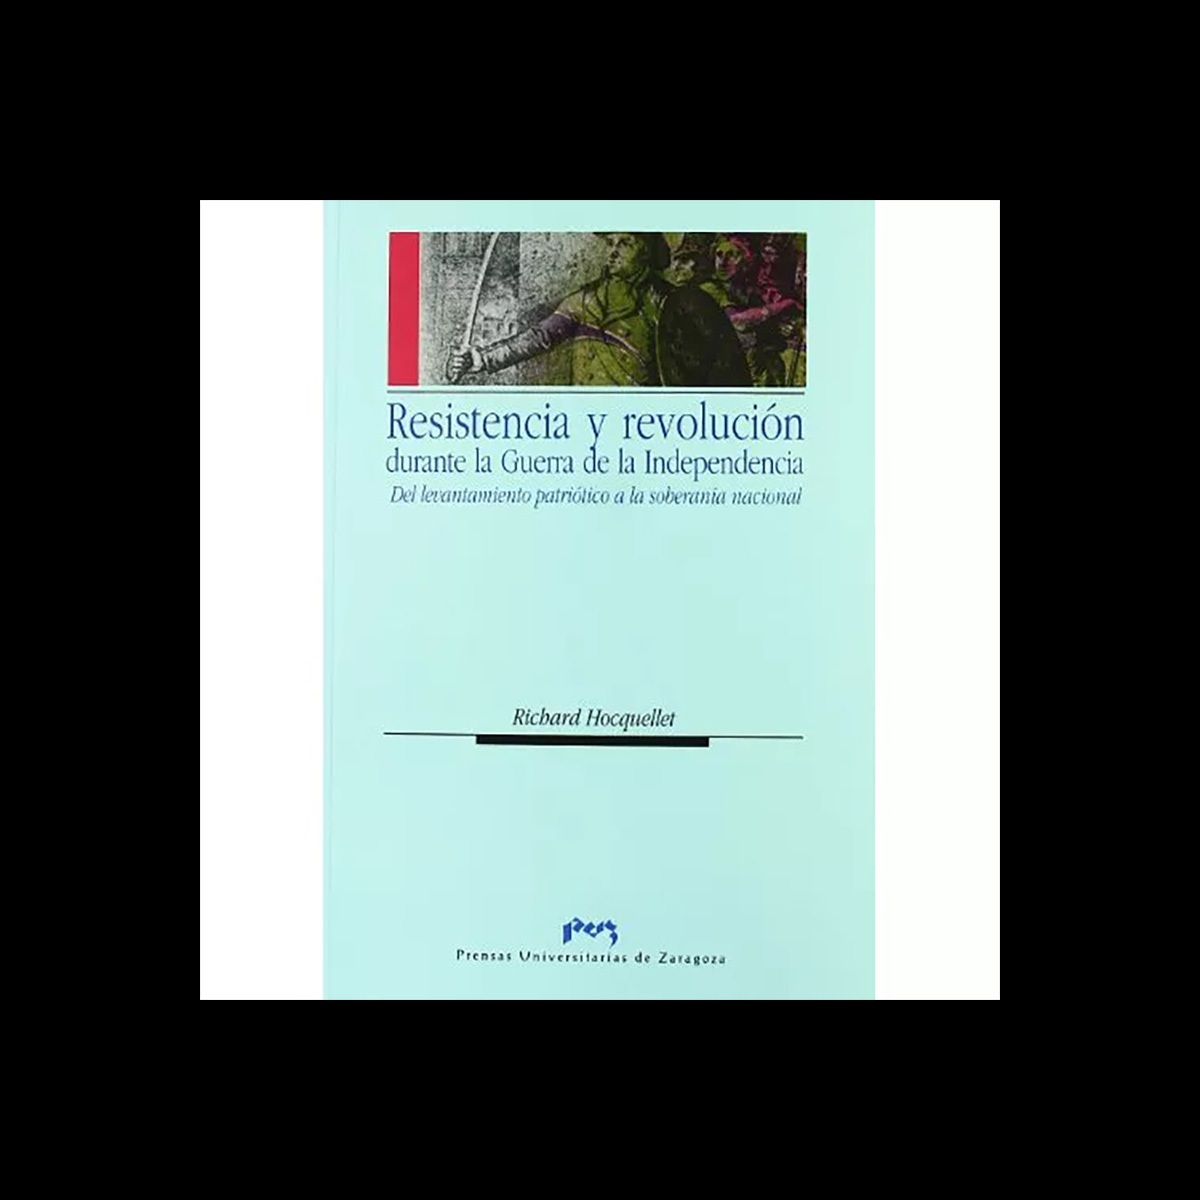 Resistencia y revolución
durante la Guerra de la Independencia
Del levantamiento patriótico a la soberanía nacional
Richard Hocquellet
puz
Prensas Universitarias de Zaragoza